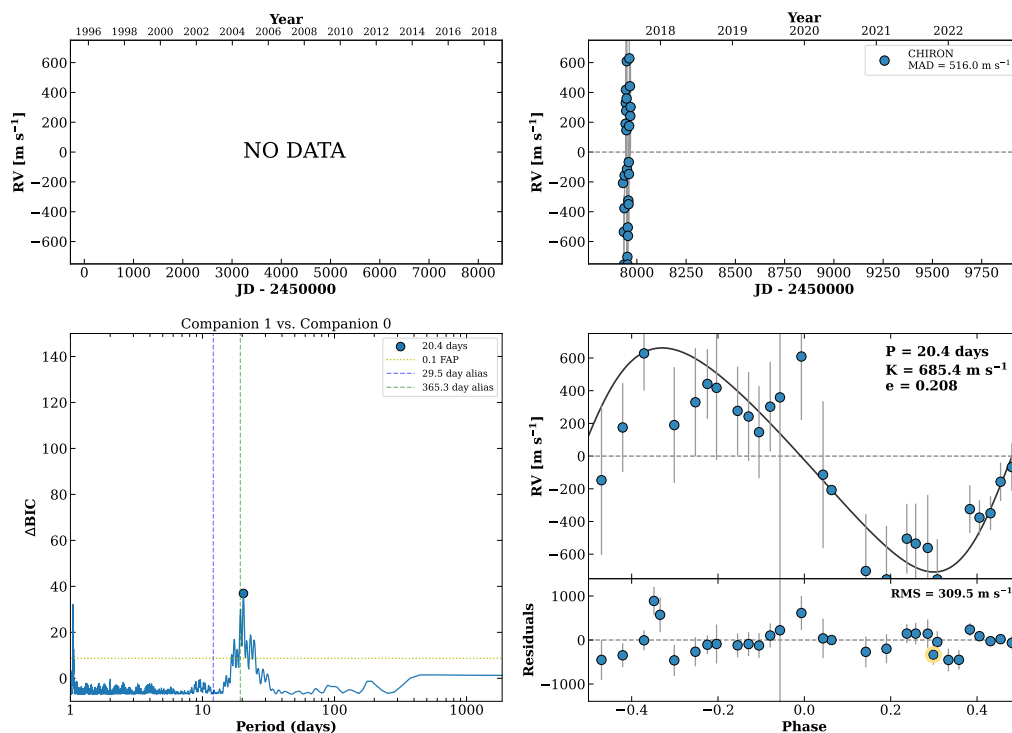 Year
1996 1998 2000 2002 2004 2006 2008 2010 2012 2014 2016 2018
RV [m s⁻¹]
600
400
200
0
−200
−400
−600
NO DATA
0 1000 2000 3000 4000 5000 6000 7000 8000
JD - 2450000
Year
2018 2019 2020 2021 2022
RV [m s⁻¹]
600
400
200
0
−200
−400
−600
CHIRON
MAD = 516.0 m s⁻¹
8000 8250 8500 8750 9000 9250 9500 9750
JD - 2450000
Companion 1 vs. Companion 0
ΔBIC
140
120
100
80
60
40
20
0
20.4 days
0.1 FAP
29.5 day alias
365.3 day alias
1 10 100 1000
Period (days)
RV [m s⁻¹]
600
400
200
0
−200
−400
−600
P = 20.4 days
K = 685.4 m s⁻¹
e = 0.208
Residuals
1000
0
−1000
RMS = 309.5 m s⁻¹
−0.4 −0.2 0.0 0.2 0.4
Phase